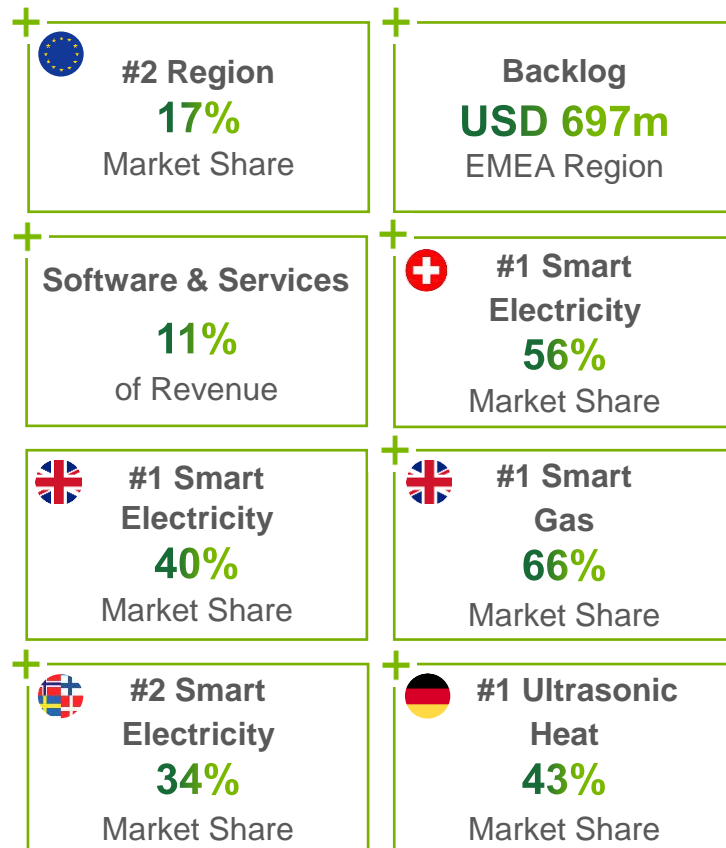 #2 Region
17%
Market Share
Backlog
USD 697m
EMEA Region
Software & Services
11%
of Revenue
#1 Smart
Electricity
56%
Market Share
#1 Smart
Electricity
40%
Market Share
#1 Smart
Gas
66%
Market Share
#2 Smart
Electricity
34%
Market Share
#1 Ultrasonic
Heat
43%
Market Share